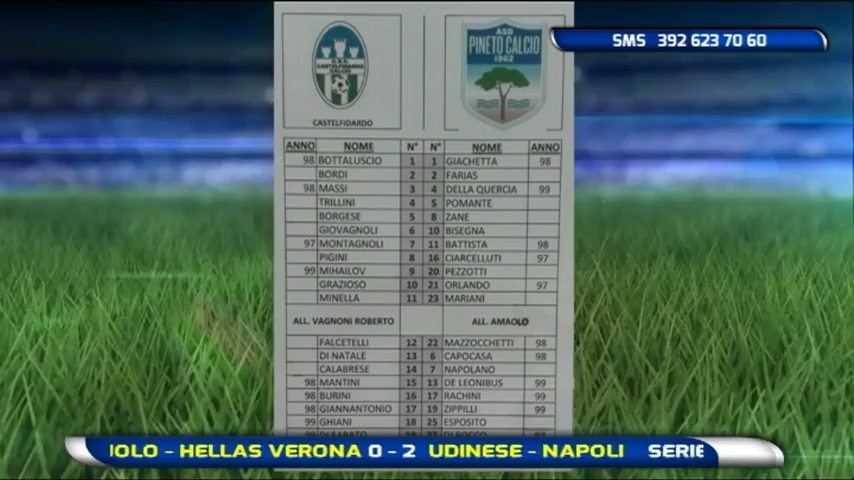 SMS 392 623 70 60
ASD
PINETO CALCIO
1962
CASTELFIDARDO
CALCIO
CASTELFIDARDO
ANNO NOME N° N° NOME ANNO
98 BOTTALUSCIO 1 1 GIACHETTA 98
BORDI 2 2 FARIAS
98 MASSI 3 4 DELLA QUERCIA 99
TRILLINI 4 5 POMANTE
BORGESE 5 8 ZANE
GIOVAGNOLI 6 10 BISEGNA
97 MONTAGNOLI 7 11 BATTISTA 98
PIGINI 8 16 CIARCELLUTI 97
99 MIHAILOV 9 20 PEZZOTTI
GRAZIOSO 10 21 ORLANDO 97
MINELLA 11 23 MARIANI
ALL. VAGNONI ROBERTO ALL. AMAOLO
FALCETELLI 12 22 MAZZOCCHETTI 98
DI NATALE 13 6 CAPOCASA 98
CALABRESE 14 7 NAPOLANO
98 MANTINI 15 13 DE LEONIBUS 99
98 BURINI 16 17 RACHINI 99
98 GIANNANTONIO 17 19 ZIPPILLI 99
99 GHIANI 18 25 ESPOSITO
IOLO - HELLAS VERONA 0 - 2 UDINESE - NAPOLI SERIE